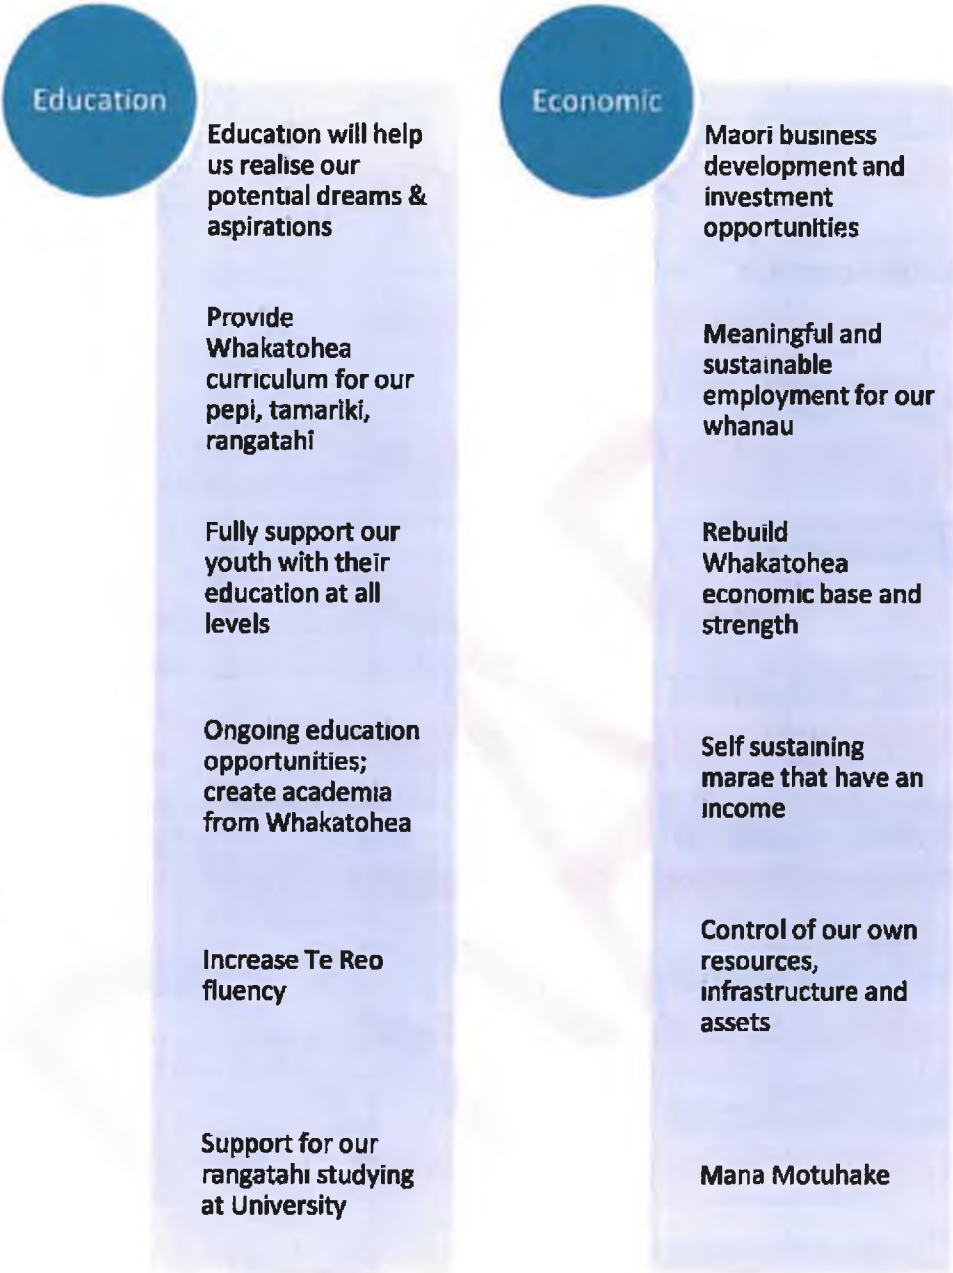 Education
Education will help
us realise our
potential dreams &
aspirations
Provide
Whakatohea
curriculum for our
pepi, tamariki,
rangatahi
Fully support our
youth with their
education at all
levels
Ongoing education
opportunities;
create academia
from Whakatohea
Increase Te Reo
fluency
Support for our
rangatahi studying
at University
Economic
Maori business
development and
investment
opportunities
Meaningful and
sustainable
employment for our
whanau
Rebuild
Whakatohea
economic base and
strength
Self sustaining
marae that have an
income
Control of our own
resources,
infrastructure and
assets
Mana Motuhake